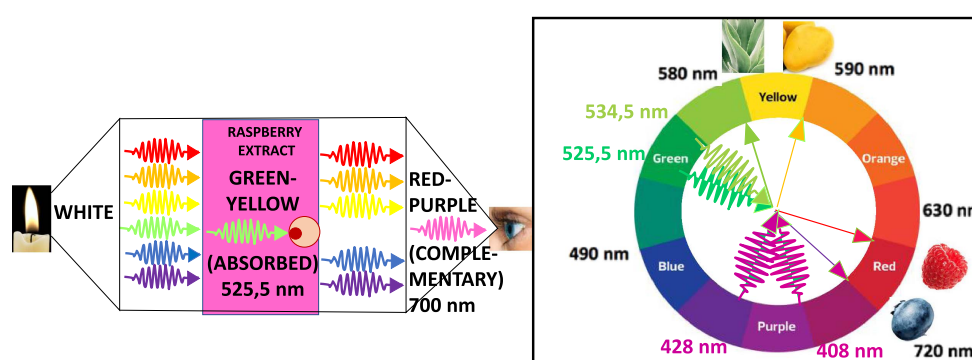 WHITE
RASPBERRY
EXTRACT
GREEN-
YELLOW
(ABSORBED)
525,5 nm
RED-
PURPLE
(COMPLE-
MENTARY)
700 nm
580 nm
590 nm
Yellow
534,5 nm
525,5 nm
Green
Orange
630 nm
490 nm
Blue
Red
Purple
428 nm
408 nm
720 nm